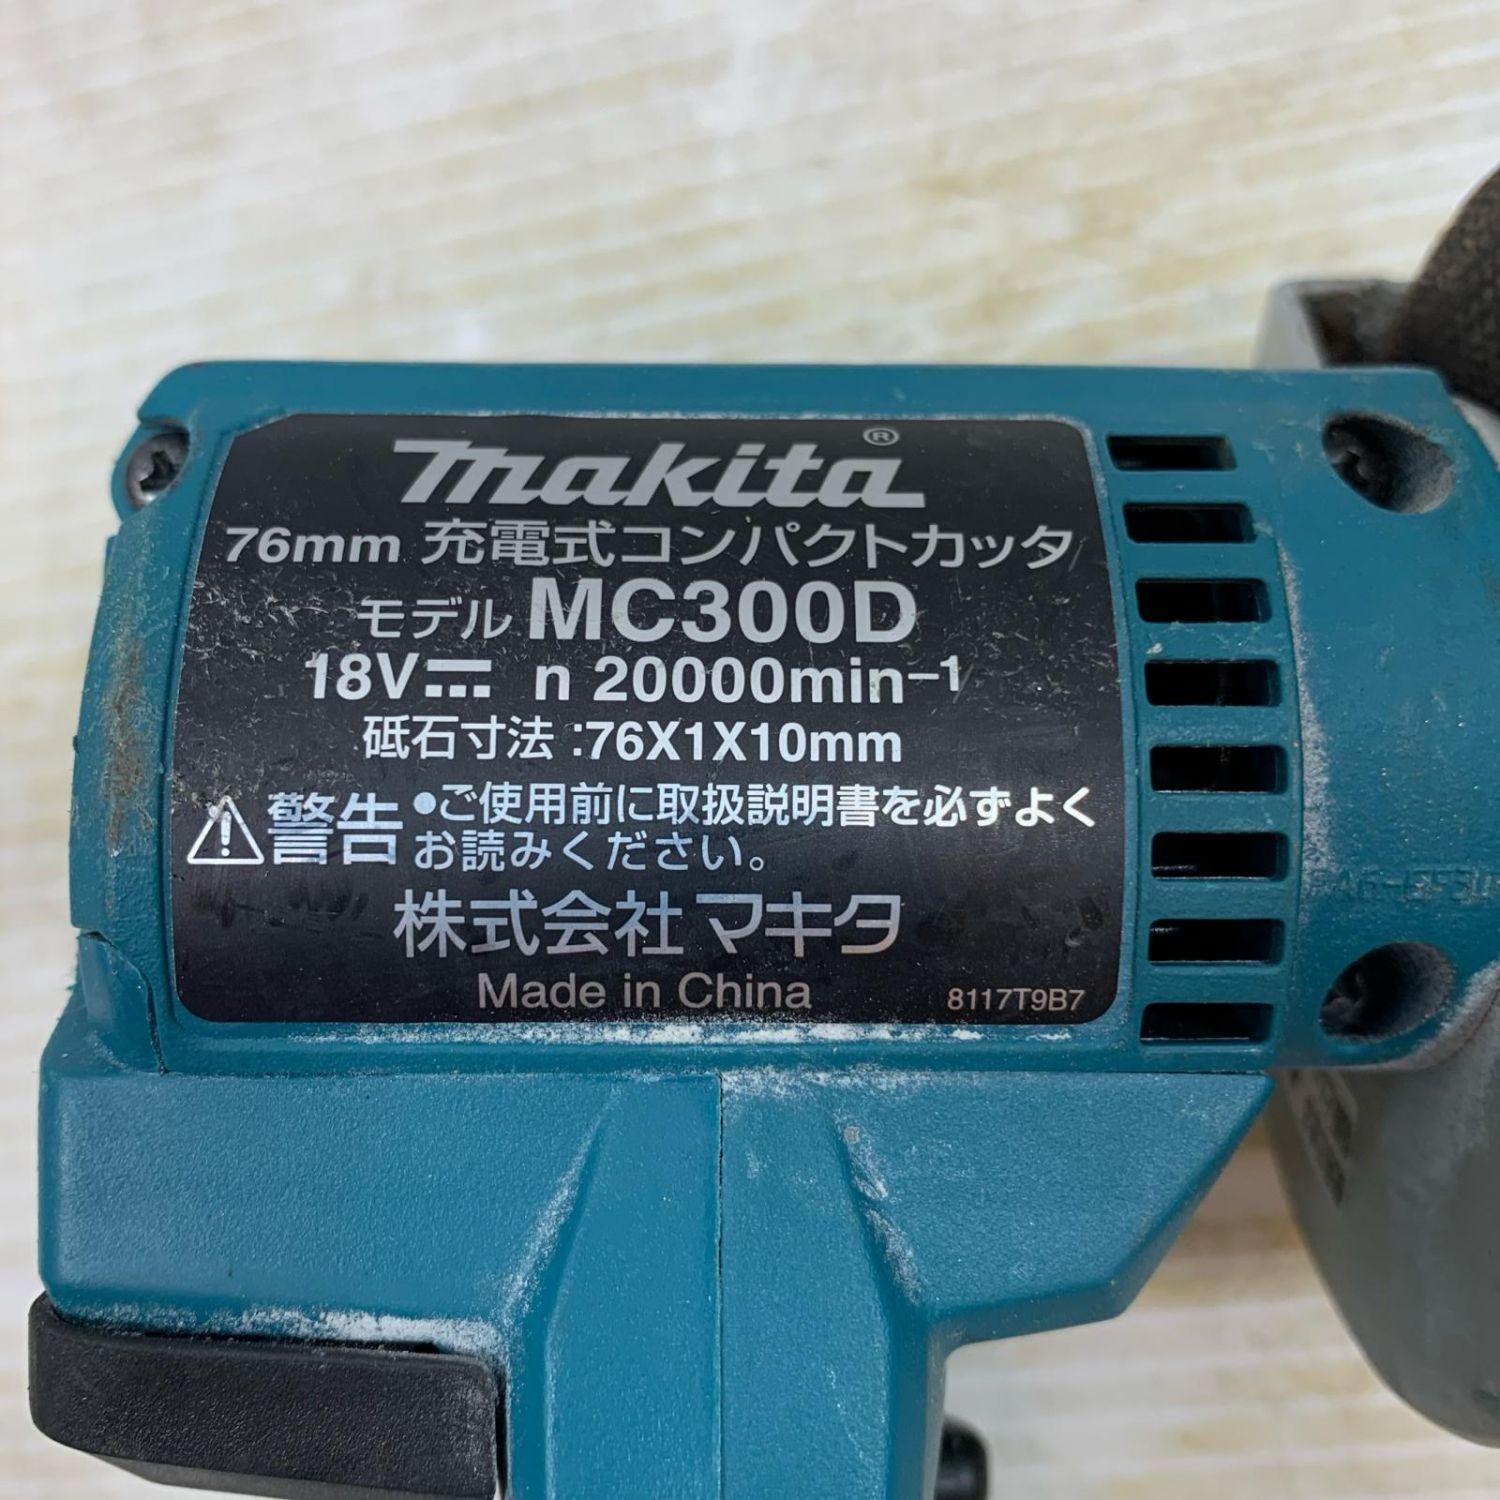 makita®
76mm 充電式コンパクトカッタ
モデル MC300D
18V⎓ n 20000min⁻¹
砥石寸法:76X1X10mm
⚠警告 ●ご使用前に取扱説明書を必ずよく
お読みください。
株式会社マキタ
Made in China 8117T9B7